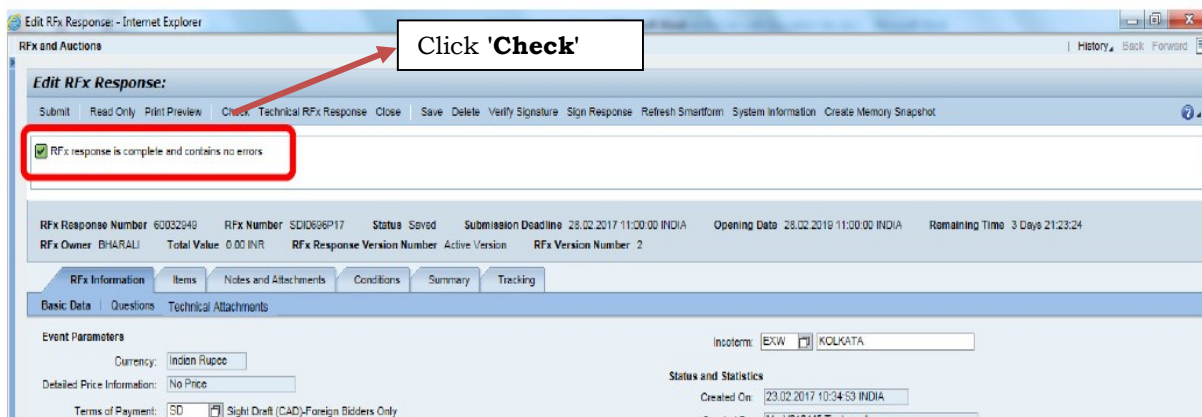 Edit RFx Response: - Internet Explorer
RFx and Auctions
History Back Forward
Click 'Check'
Edit RFx Response:
Submit Read Only Print Preview Check Technical RFx Response Close Save Delete Verify Signature Sign Response Refresh Smartform System Information Create Memory Snapshot
RFx response is complete and contains no errors
RFx Response Number 60032949 RFx Number SDI0696P17 Status Saved Submission Deadline 28.02.2017 11:00:00 INDIA Opening Date 28.02.2019 11:00:00 INDIA Remaining Time 3 Days 21:23:24
RFx Owner BHARALI Total Value 0.00 INR RFx Response Version Number Active Version RFx Version Number 2
RFx Information Items Notes and Attachments Conditions Summary Tracking
Basic Data Questions Technical Attachments
Event Parameters
Incoterm: EXW KOLKATA
Currency: Indian Rupee
Status and Statistics
Detailed Price Information: No Price
Created On: 23.02.2017 10:34:53 INDIA
Terms of Payment: SD Sight Draft (CAD)-Foreign Bidders Only